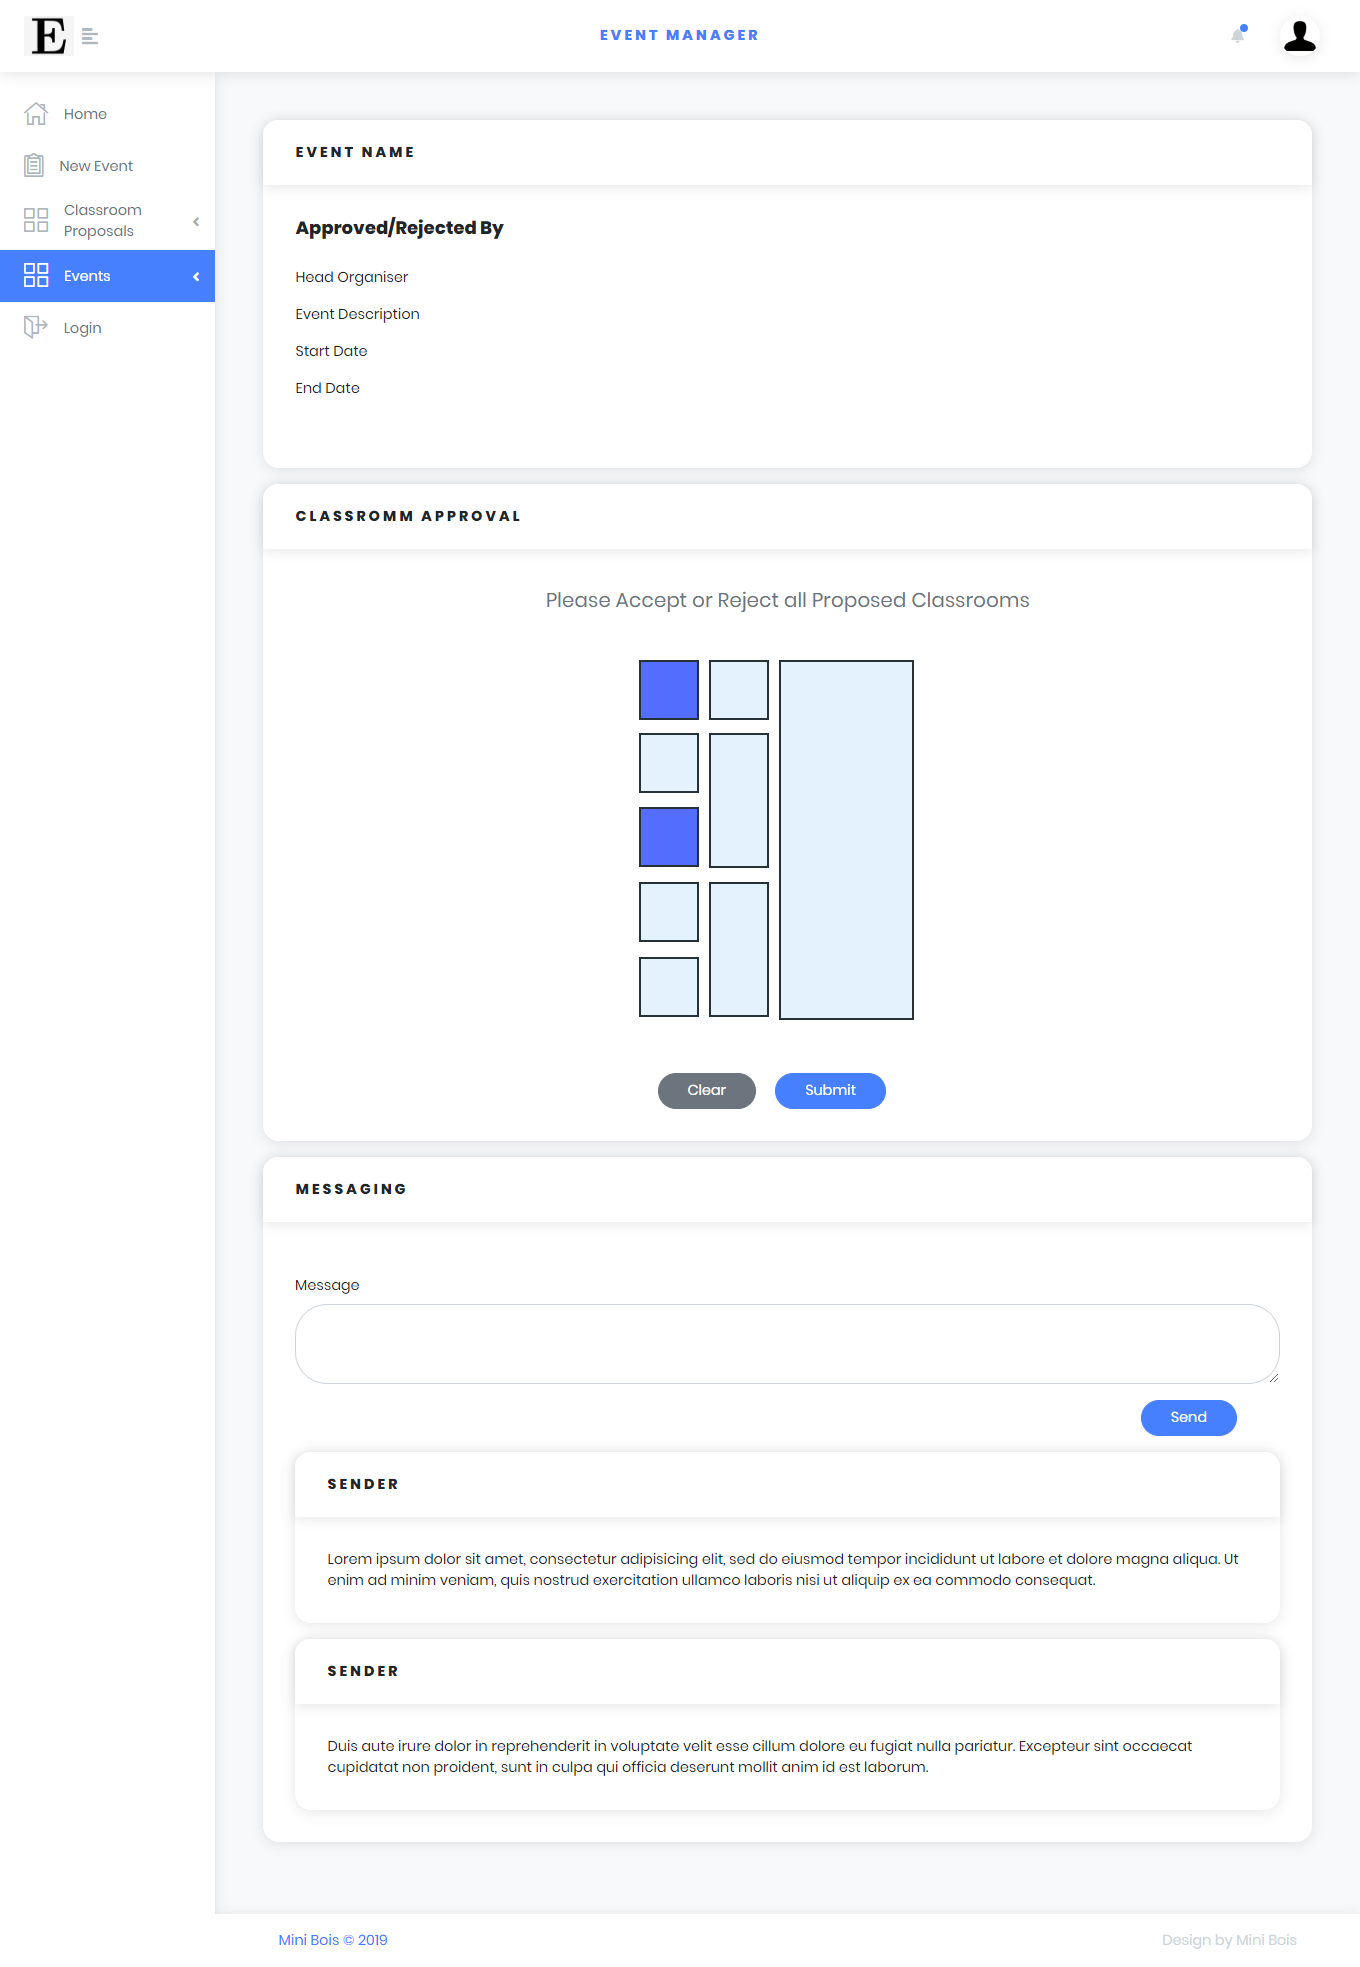 E
EVENT MANAGER
Home
New Event
Classroom
Proposals
Events
Login
EVENT NAME
Approved/Rejected By
Head Organiser
Event Description
Start Date
End Date
CLASSROMM APPROVAL
Please Accept or Reject all Proposed Classrooms
Clear
Submit
MESSAGING
Message
Send
SENDER
Lorem ipsum dolor sit amet, consectetur adipisicing elit, sed do eiusmod tempor incididunt ut labore et dolore magna aliqua. Ut
enim ad minim veniam, quis nostrud exercitation ullamco laboris nisi ut aliquip ex ea commodo consequat.
SENDER
Duis aute irure dolor in reprehenderit in voluptate velit esse cillum dolore eu fugiat nulla pariatur. Excepteur sint occaecat
cupidatat non proident, sunt in culpa qui officia deserunt mollit anim id est laborum.
Mini Bois © 2019
Design by Mini Bois